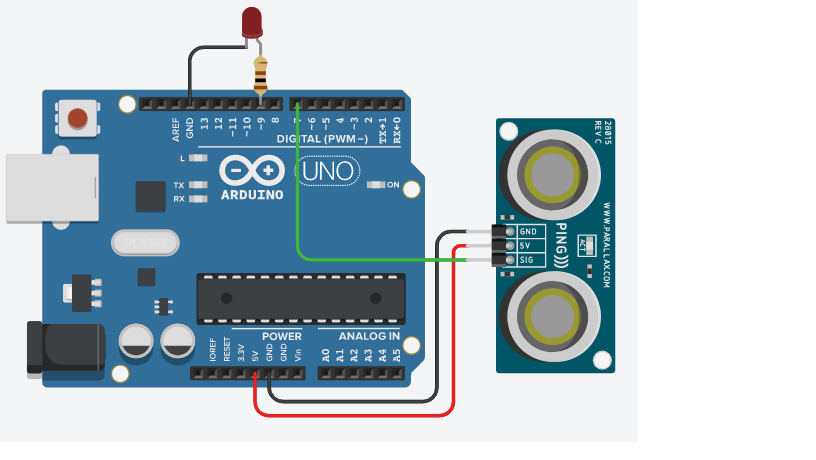 AREF
GND
13
12
~11
~10
~9
8
7
~6
~5
4
~3
2
TX→1
RX←0
DIGITAL (PWM~)
L
TX
RX
UNO
ARDUINO
ON
POWER
ANALOG IN
IOREF
RESET
3.3V
5V
GND
GND
Vin
A0
A1
A2
A3
A4
A5
28015
REV C
GND
5V
SIG
PING)))
ACT
WWW.PARALLAX.COM